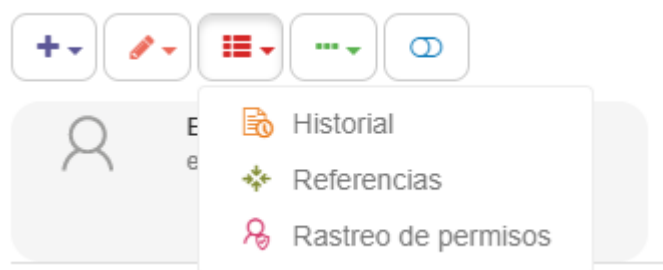 E
e
Historial
Referencias
Rastreo de permisos